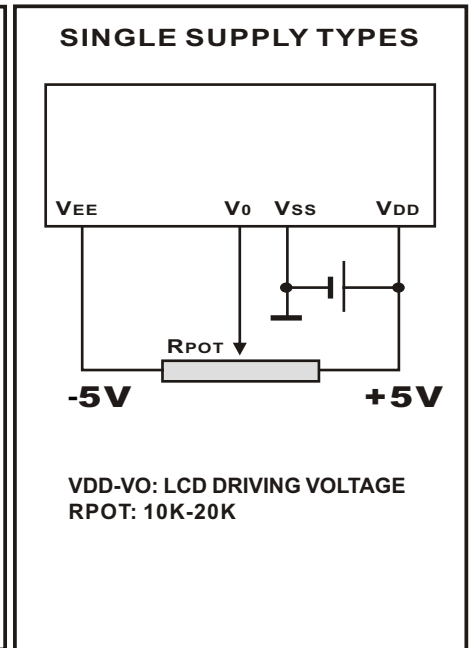 SINGLE SUPPLY TYPES
VEE V0 VSS VDD
RPOT
-5V +5V
VDD-VO: LCD DRIVING VOLTAGE
RPOT: 10K-20K